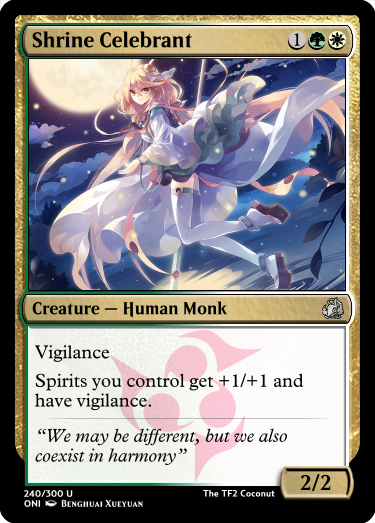 Shrine Celebrant 1
Creature — Human Monk
Vigilance
Spirits you control get +1/+1 and
have vigilance.
“We may be different, but we also
coexist in harmony”
2/2
240/300 U
ONI Benghuai Xueyuan
The TF2 Coconut